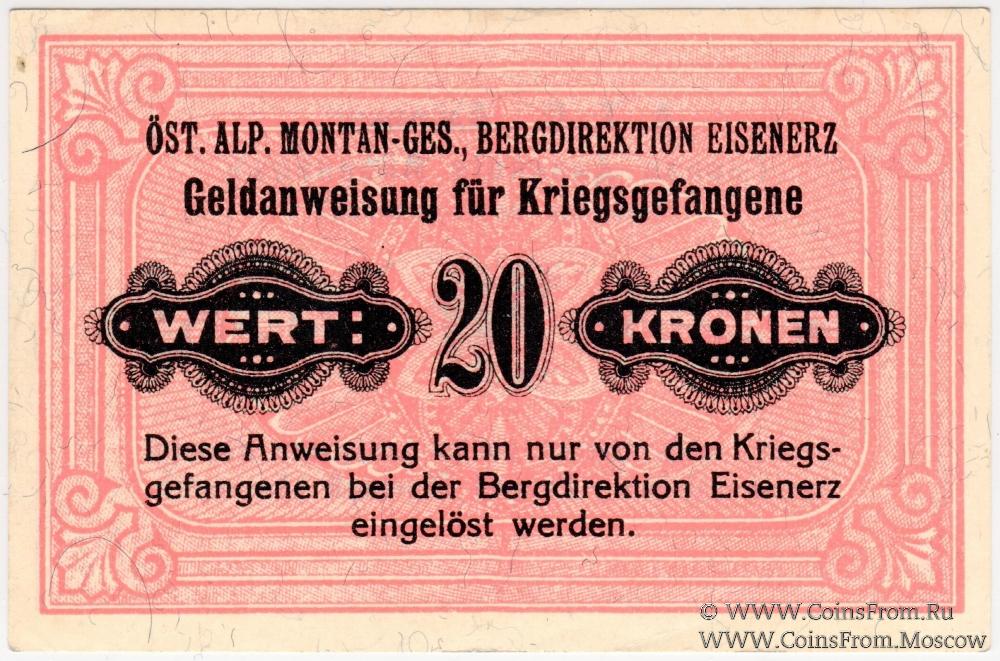 ÖST. ALP. MONTAN-GES., BERGDIREKTION EISENERZ
Geldanweisung für Kriegsgefangene
WERT: 20 KRONEN
Diese Anweisung kann nur von den Kriegs-
gefangenen bei der Bergdirektion Eisenerz
eingelöst werden.
© WWW.CoinsFrom.Ru
WWW.CoinsFrom.Moscow